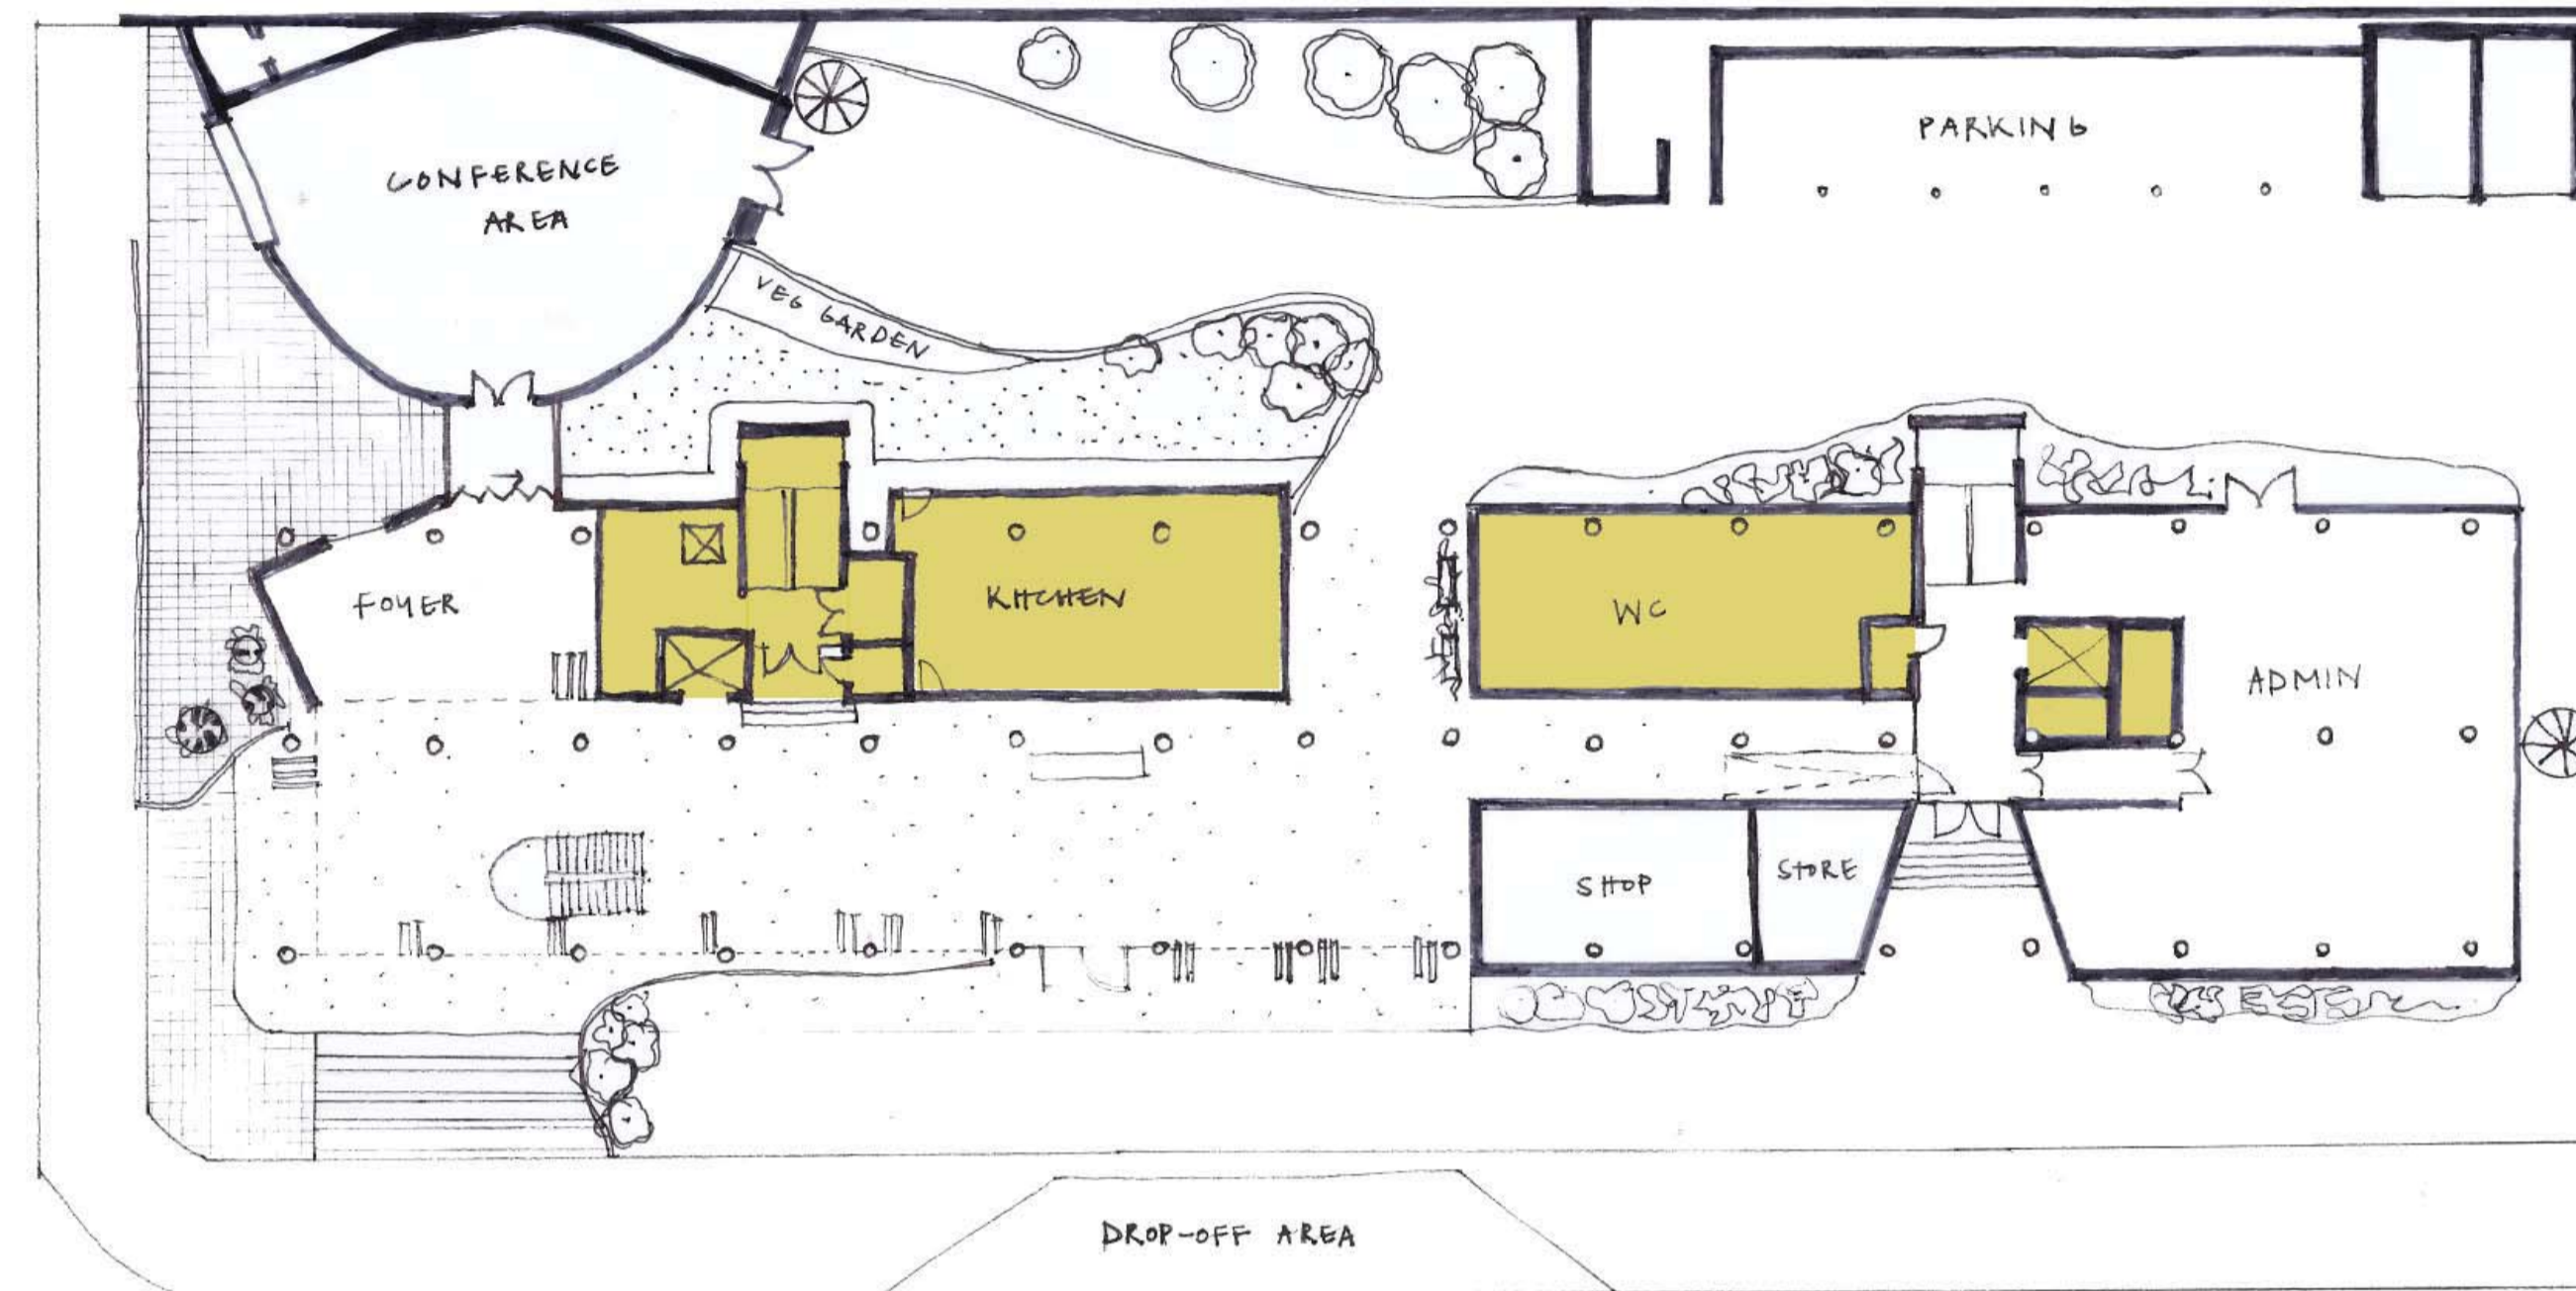 CONFERENCE
AREA
PARKING
VEG GARDEN
FOYER
KITCHEN
WC
ADMIN
SHOP
STORE
DROP-OFF AREA